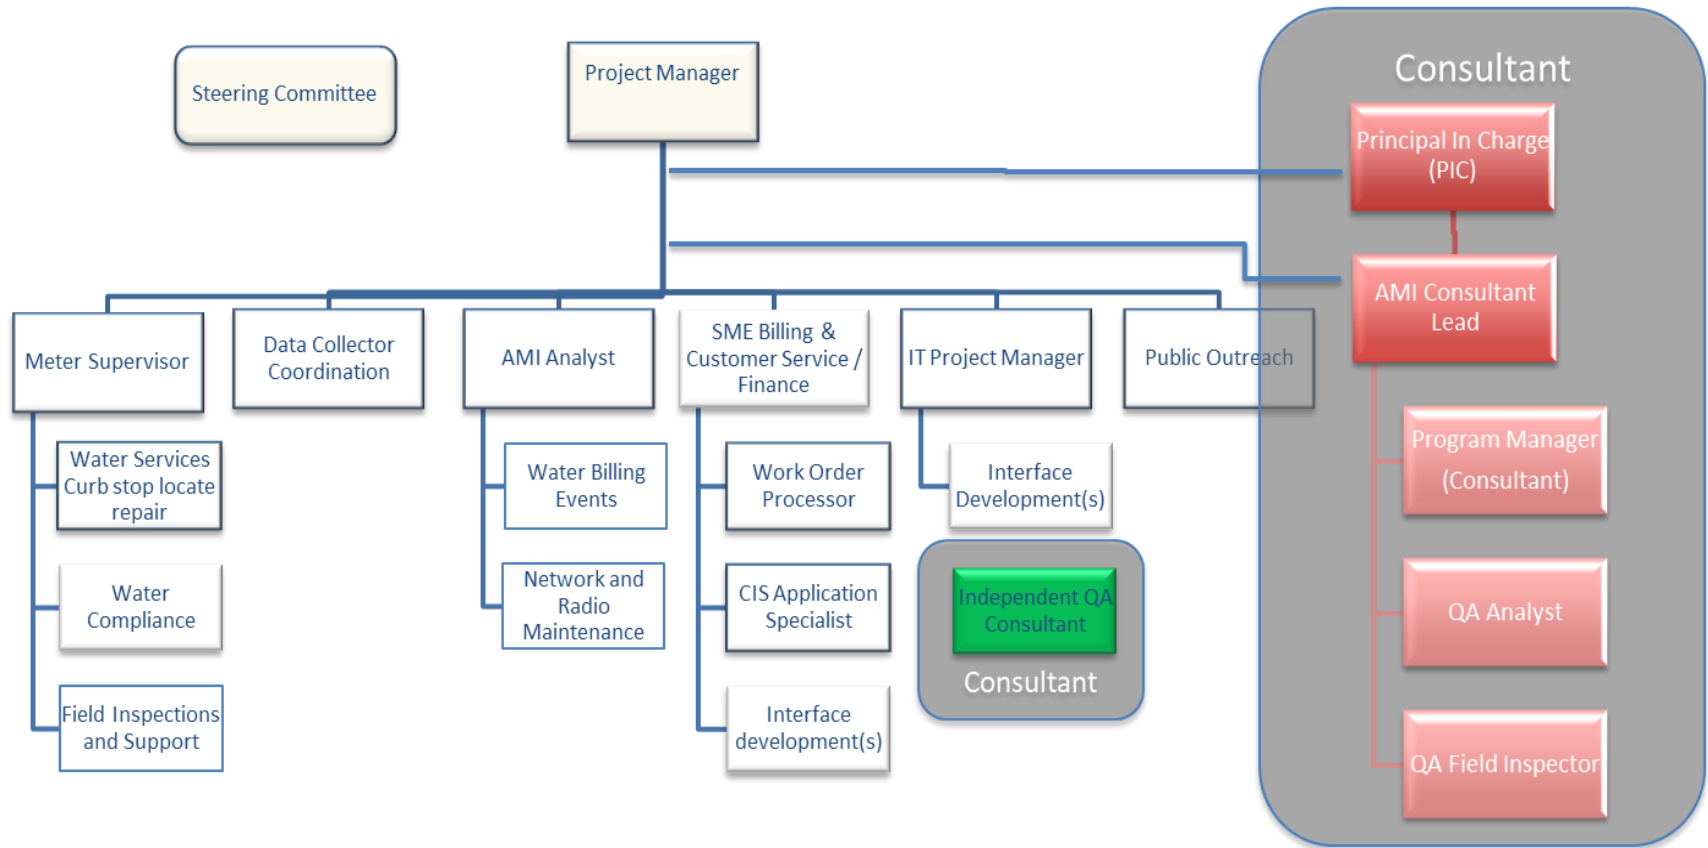 Steering Committee
Project Manager
Consultant
Principal In Charge
(PIC)
AMI Consultant
Lead
Meter Supervisor
Data Collector
Coordination
AMI Analyst
SME Billing &
Customer Service /
Finance
IT Project Manager
Public Outreach
Water Services
Curb stop locate
repair
Water Billing
Events
Work Order
Processor
Interface
Development(s)
Program Manager
(Consultant)
Water
Compliance
Network and
Radio
Maintenance
CIS Application
Specialist
Independent QA
Consultant
Consultant
QA Analyst
Field Inspections
and Support
Interface
development(s)
QA Field Inspector